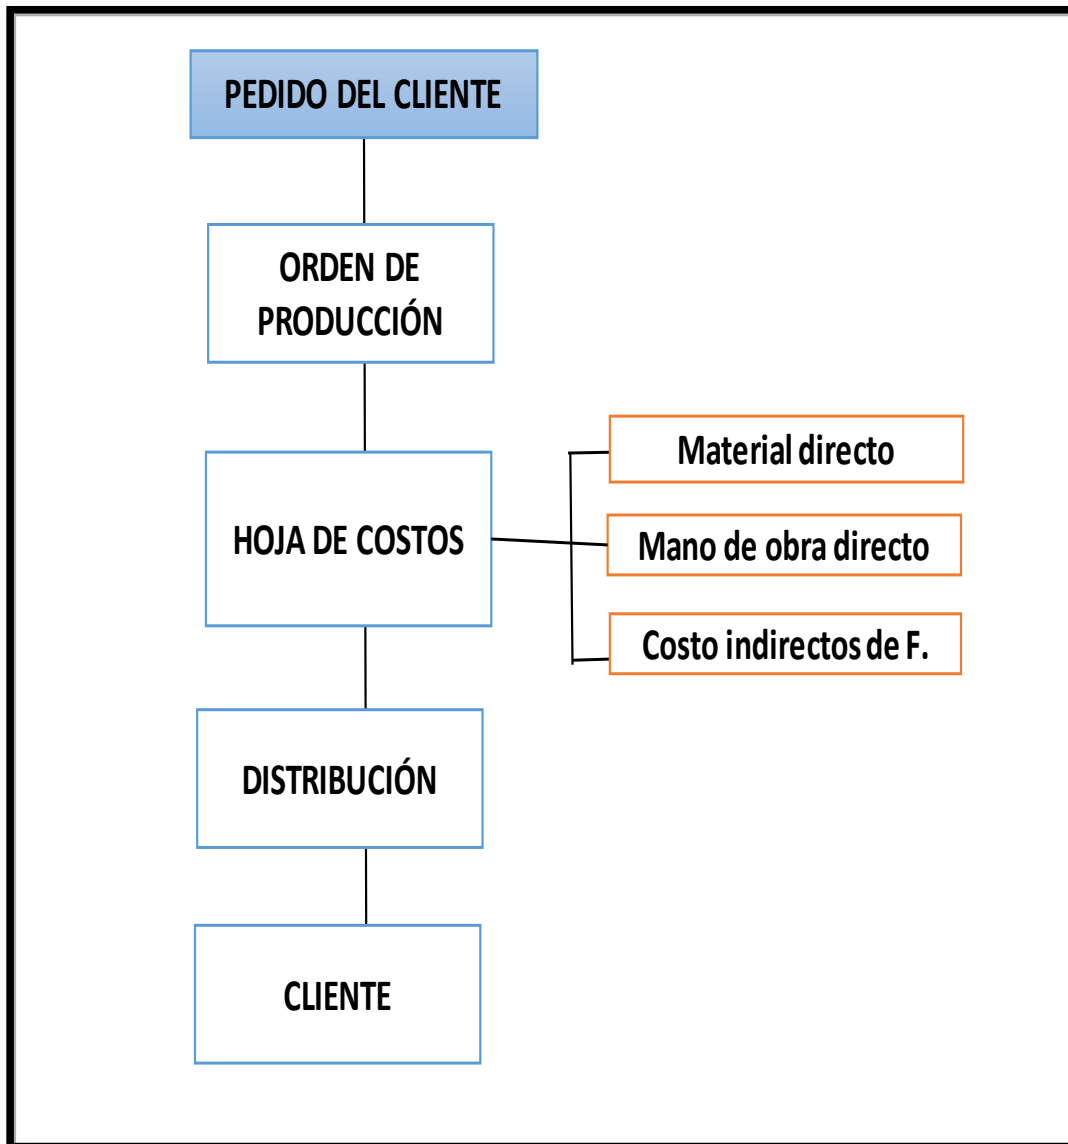 PEDIDO DEL CLIENTE
ORDEN DE
PRODUCCIÓN
HOJA DE COSTOS
Material directo
Mano de obra directo
Costo indirectos de F.
DISTRIBUCIÓN
CLIENTE